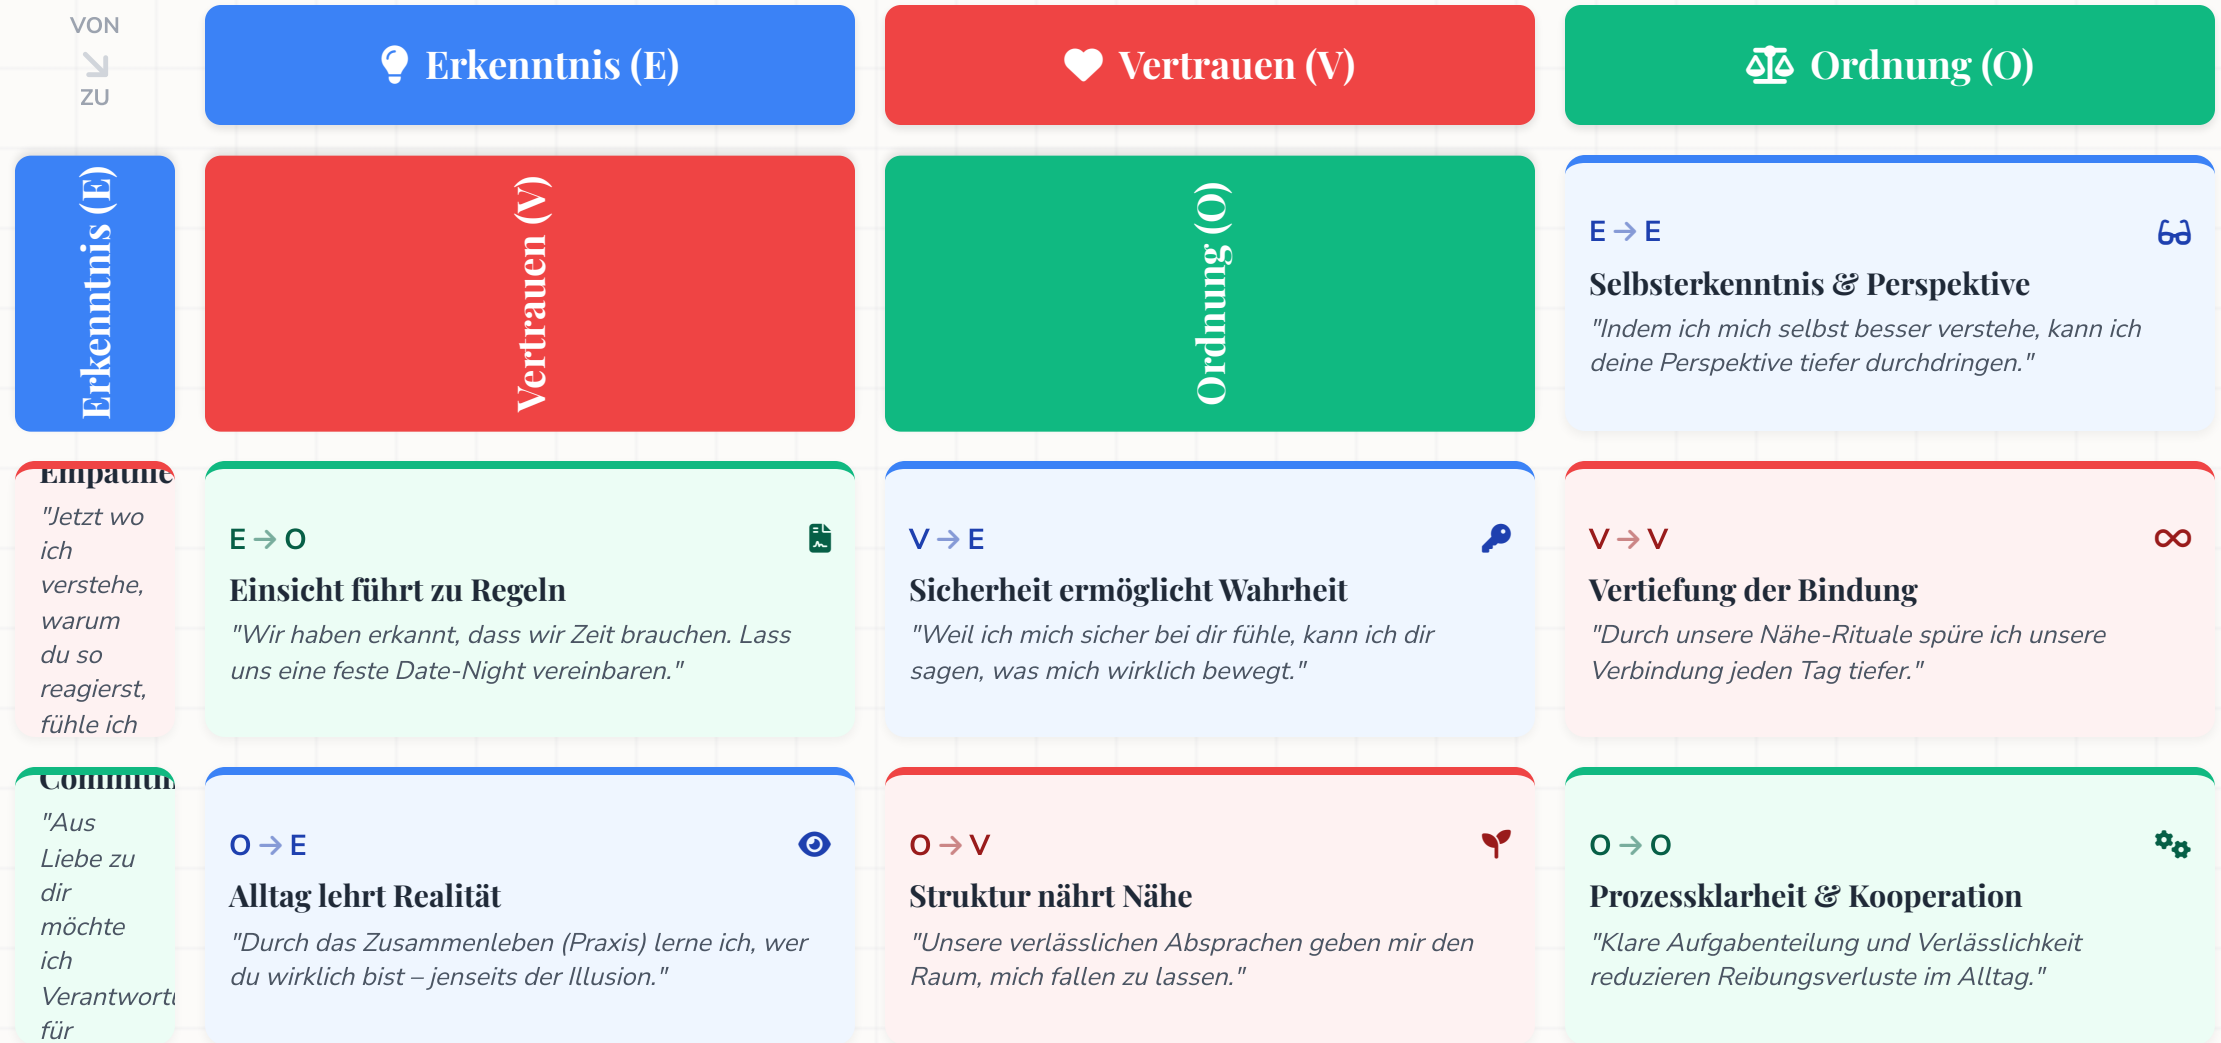 VON
ZU
Erkenntnis (E)
Vertrauen (V)
Ordnung (O)
Erkenntnis (E)
Vertrauen (V)
Ordnung (O)
E → E
Selbsterkenntnis & Perspektive
"Indem ich mich selbst besser verstehe, kann ich
deine Perspektive tiefer durchdringen."
Empathie
"Jetzt wo
ich
verstehe,
warum
du so
reagierst,
fühle ich
E → O
Einsicht führt zu Regeln
"Wir haben erkannt, dass wir Zeit brauchen. Lass
uns eine feste Date-Night vereinbaren."
V → E
Sicherheit ermöglicht Wahrheit
"Weil ich mich sicher bei dir fühle, kann ich dir
sagen, was mich wirklich bewegt."
V → V
Vertiefung der Bindung
"Durch unsere Nähe-Rituale spüre ich unsere
Verbindung jeden Tag tiefer."
"Aus
Liebe zu
dir
möchte
ich
für
O → E
Alltag lehrt Realität
"Durch das Zusammenleben (Praxis) lerne ich, wer
du wirklich bist – jenseits der Illusion."
O → V
Struktur nährt Nähe
"Unsere verlässlichen Absprachen geben mir den
Raum, mich fallen zu lassen."
O → O
Prozessklarheit & Kooperation
"Klare Aufgabenteilung und Verlässlichkeit
reduzieren Reibungsverluste im Alltag."